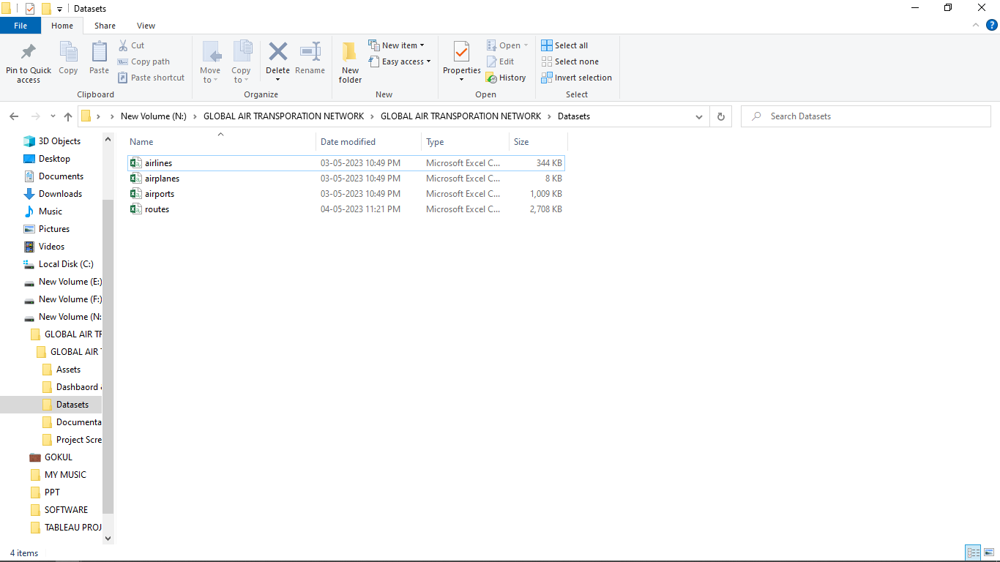 Datasets
File Home Share View
Pin to Quick access
Copy
Paste
Cut
Copy path
Paste shortcut
Clipboard
Move to
Copy to
Delete
Rename
Organize
New folder
New item
Easy access
New
Properties
Open
Edit
History
Open
Select all
Select none
Invert selection
Select
New Volume (N:) GLOBAL AIR TRANSPORATION NETWORK GLOBAL AIR TRANSPORATION NETWORK Datasets
Search Datasets
3D Objects
Desktop
Documents
Downloads
Music
Pictures
Videos
Local Disk (C:)
New Volume (E:)
New Volume (F:)
New Volume (N:
GLOBAL AIR TR
GLOBAL AIR
Assets
Dashbaord
Datasets
Documenta
Project Scre
GOKUL
MY MUSIC
PPT
SOFTWARE
TABLEAU PROJ
Name Date modified Type Size
airlines 03-05-2023 10:49 PM Microsoft Excel C... 344 KB
airplanes 03-05-2023 10:49 PM Microsoft Excel C... 8 KB
airports 03-05-2023 10:49 PM Microsoft Excel C... 1,009 KB
routes 04-05-2023 11:21 PM Microsoft Excel C... 2,708 KB
4 items